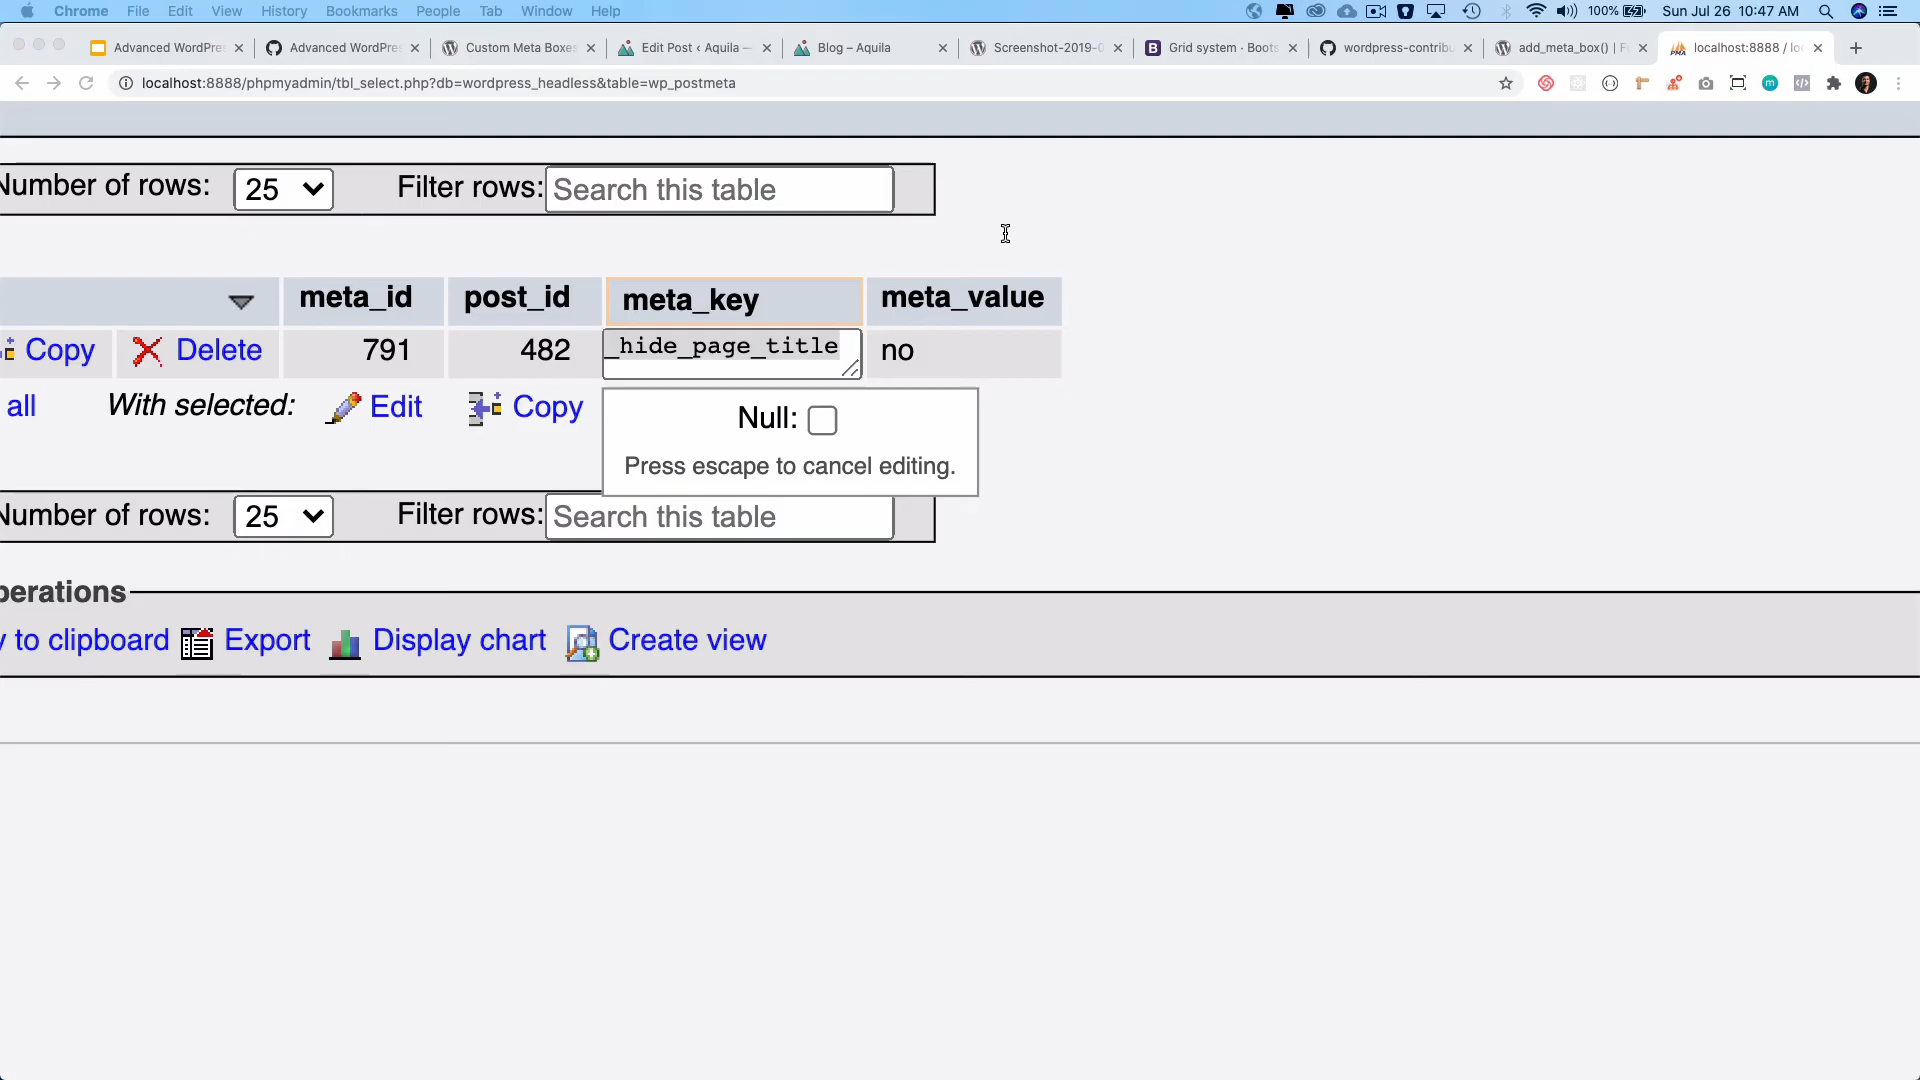 Chrome File Edit View History Bookmarks People Tab Window Help 100% Sun Jul 26 10:47 AM
Advanced WordPre Advanced WordPre Custom Meta Boxes Edit Post ‹ Aquila — Blog – Aquila Screenshot-2019-0 Grid system · Boots wordpress-contribu add_meta_box() | F localhost:8888 / lo
localhost:8888/phpmyadmin/tbl_select.php?db=wordpress_headless&table=wp_postmeta
Number of rows: 25 Filter rows: Search this table
meta_id post_id meta_key meta_value
Copy Delete 791 482 _hide_page_title no
all With selected: Edit Copy
Null:
Press escape to cancel editing.
Number of rows: 25 Filter rows: Search this table
perations
y to clipboard Export Display chart Create view